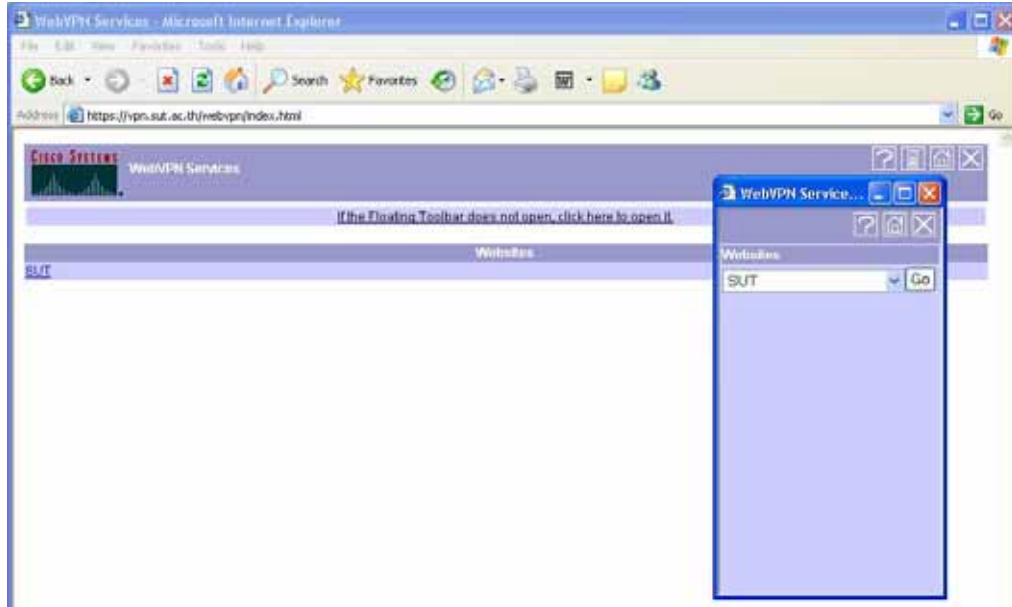 WebVPN Services - Microsoft Internet Explorer
File Edit View Favorites Tools Help
Back Search Favorites
Address https://vpn.sut.ac.th/webvpn/index.html Go
CISCO SYSTEMS
WebVPN Services
If the Floating Toolbar does not open, click here to open it.
Websites
SUT
WebVPN Service...
Websites
SUT Go